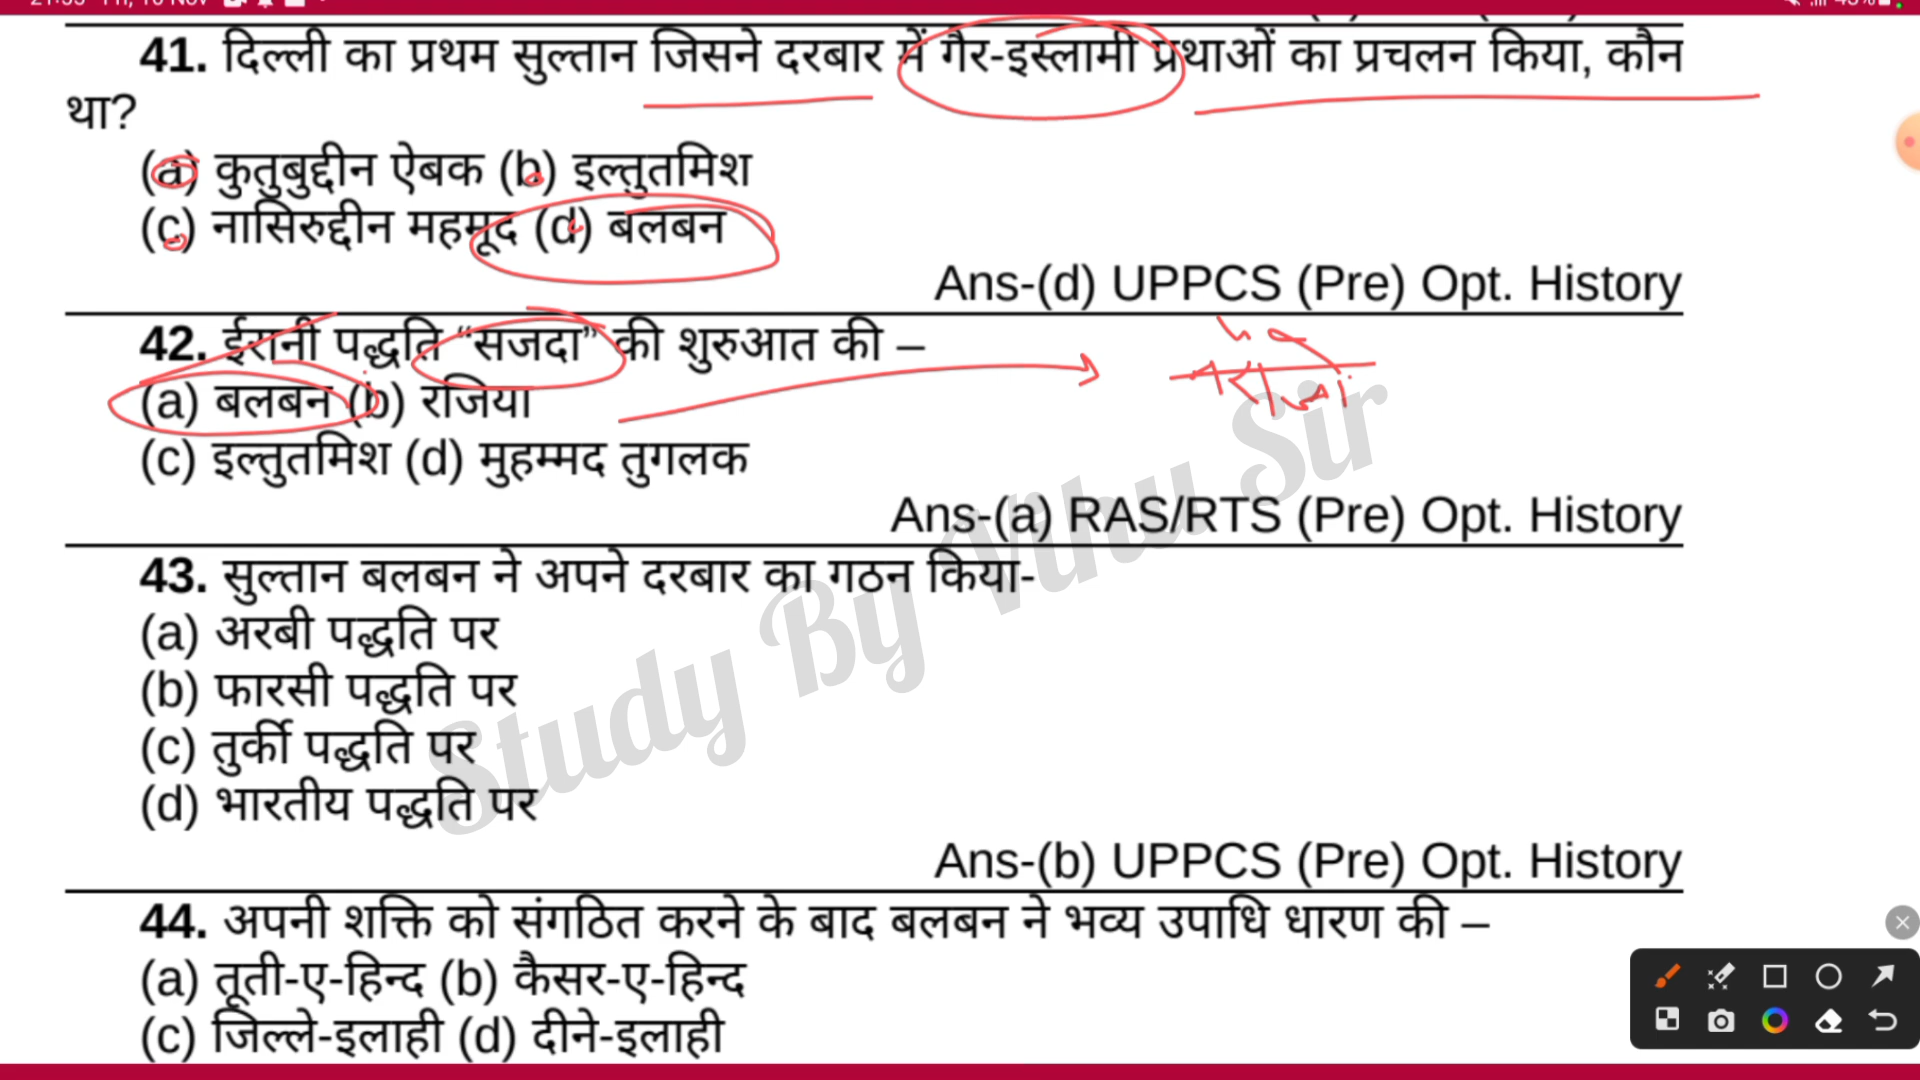 41. दिल्ली का प्रथम सुल्तान जिसने दरबार में गैर-इस्लामी प्रथाओं का प्रचलन किया, कौन
था?
(a) कुतुबुद्दीन ऐबक (b) इल्तुतमिश
(c) नासिरुद्दीन महमूद (d) बलबन
Ans-(d) UPPCS (Pre) Opt. History
42. ईरानी पद्धति “सजदा” की शुरुआत की –
(a) बलबन (b) रजिया
(c) इल्तुतमिश (d) मुहम्मद तुगलक
Ans-(a) RAS/RTS (Pre) Opt. History
43. सुल्तान बलबन ने अपने दरबार का गठन किया-
(a) अरबी पद्धति पर
(b) फारसी पद्धति पर
(c) तुर्की पद्धति पर
(d) भारतीय पद्धति पर
Ans-(b) UPPCS (Pre) Opt. History
44. अपनी शक्ति को संगठित करने के बाद बलबन ने भव्य उपाधि धारण की –
(a) तूती-ए-हिन्द (b) कैसर-ए-हिन्द
(c) जिल्ले-इलाही (d) दीने-इलाही
Study By Vihu Sir